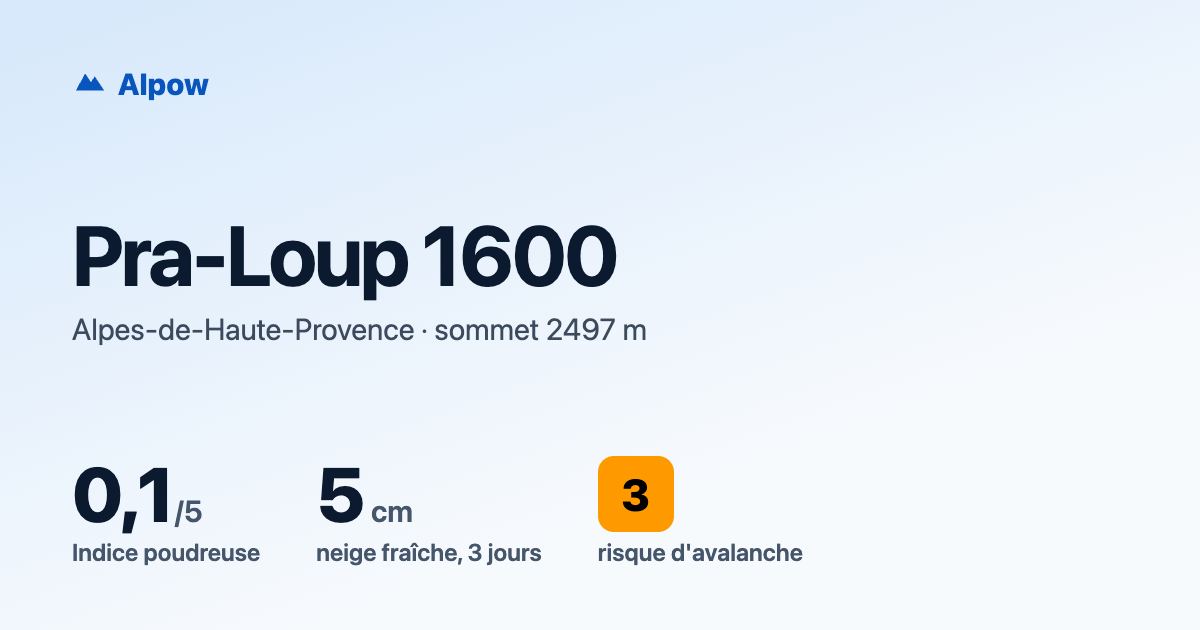 Alpow
Pra-Loup 1600
Alpes-de-Haute-Provence · sommet 2497 m
0,1/5
Indice poudreuse
5 cm
neige fraîche, 3 jours
3
risque d'avalanche